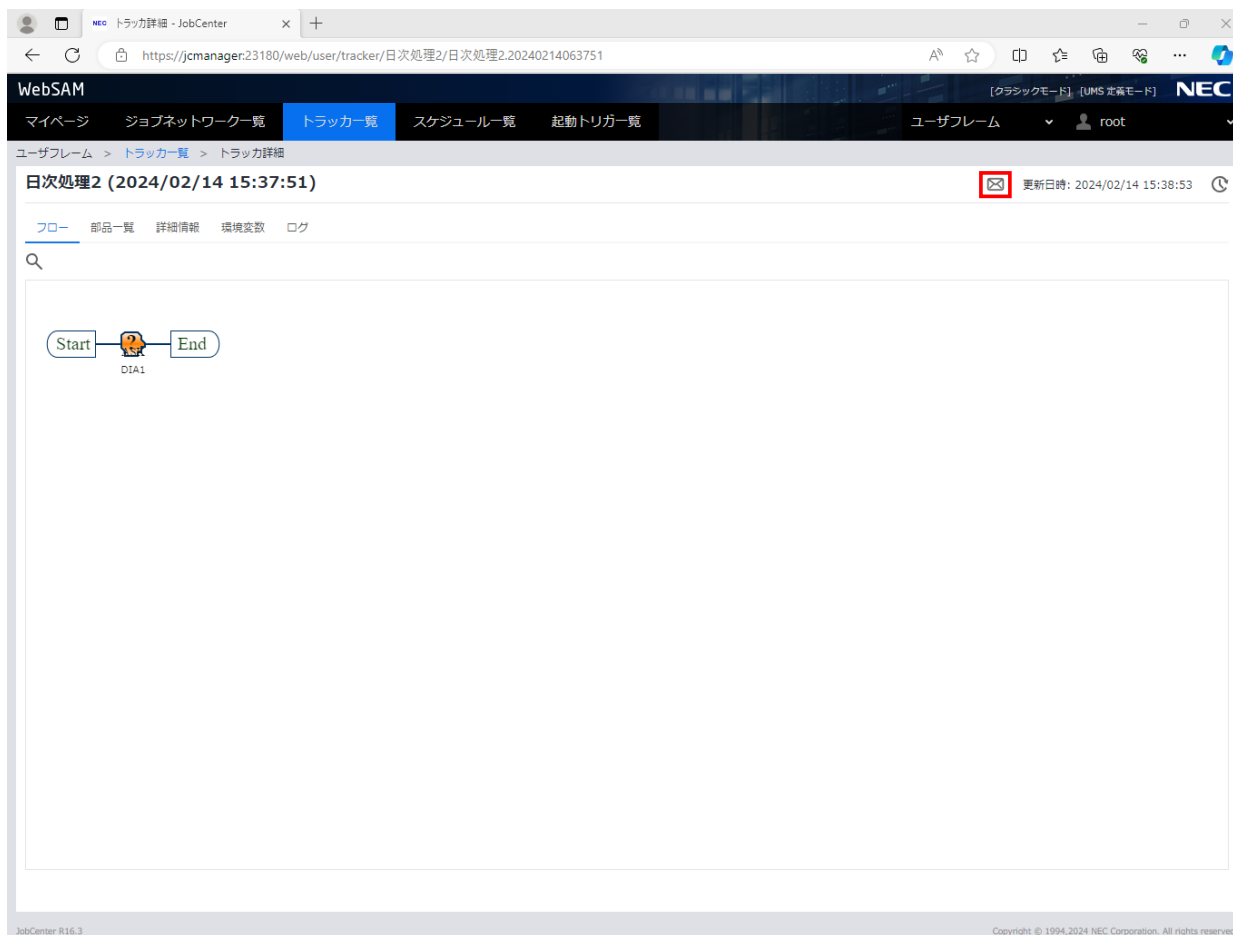 NEC トラッカ詳細 - JobCenter
https://jcmanager:23180/web/user/tracker/日次処理2/日次処理2.20240214063751
WebSAM [クラシックモード] [UMS 定義モード] NEC
マイページ ジョブネットワーク一覧 トラッカ一覧 スケジュール一覧 起動トリガ一覧 ユーザフレーム root
ユーザフレーム > トラッカ一覧 > トラッカ詳細
日次処理2 (2024/02/14 15:37:51) 更新日時: 2024/02/14 15:38:53
フロー 部品一覧 詳細情報 環境変数 ログ
Start ? ASK End
DIA1
JobCenter R16.3 Copyright © 1994,2024 NEC Corporation. All rights reserved